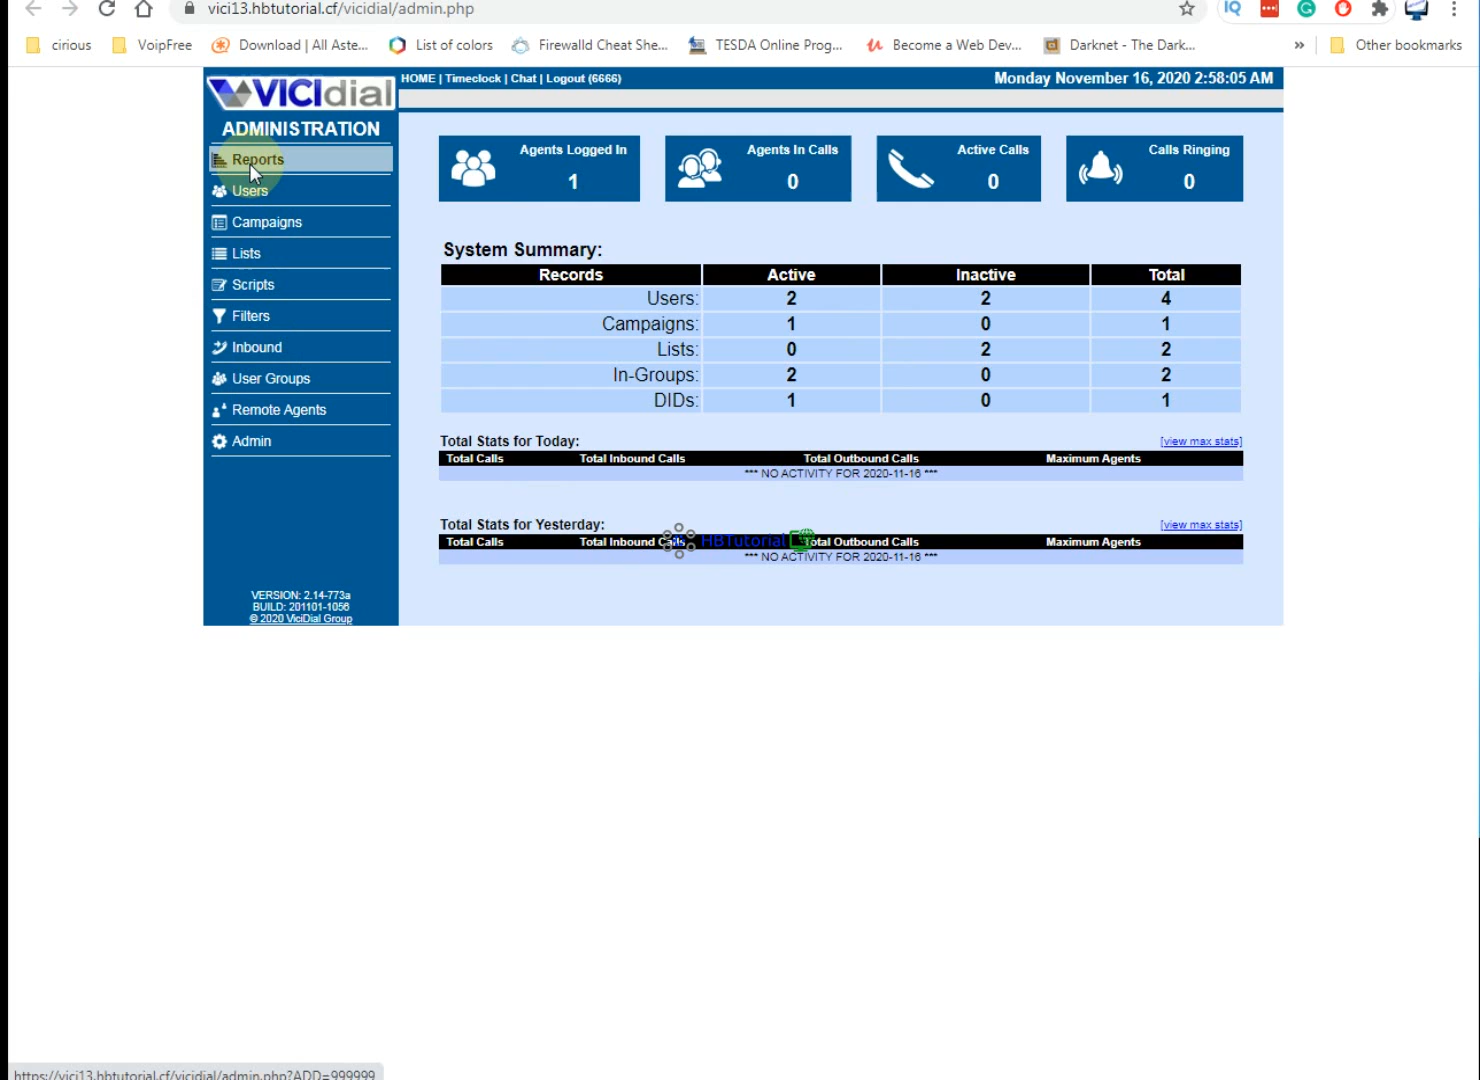 vici13.hbtutorial.cf/vicidial/admin.php
IQ
G
cirious VoipFree Download | All Aste... List of colors Firewalld Cheat She... TESDA Online Prog... Become a Web Dev... Darknet - The Dark... » Other bookmarks
VICIdial
HOME | Timeclock | Chat | Logout (6666) Monday November 16, 2020 2:58:05 AM
ADMINISTRATION
Reports
Users
Campaigns
Lists
Scripts
Filters
Inbound
User Groups
Remote Agents
Admin
VERSION: 2.14-773a
BUILD: 201101-1056
© 2020 ViciDial Group
Agents Logged In
1
Agents In Calls
0
Active Calls
0
Calls Ringing
0
System Summary:
Records Active Inactive Total
Users: 2 2 4
Campaigns: 1 0 1
Lists: 0 2 2
In-Groups: 2 0 2
DIDs: 1 0 1
Total Stats for Today: [view max stats]
Total Calls Total Inbound Calls Total Outbound Calls Maximum Agents
*** NO ACTIVITY FOR 2020-11-16 ***
Total Stats for Yesterday: [view max stats]
Total Calls Total Inbound Calls Total Outbound Calls Maximum Agents
HBTutorial
*** NO ACTIVITY FOR 2020-11-16 ***
https://vici13.hbtutorial.cf/vicidial/admin.php?ADD=999999